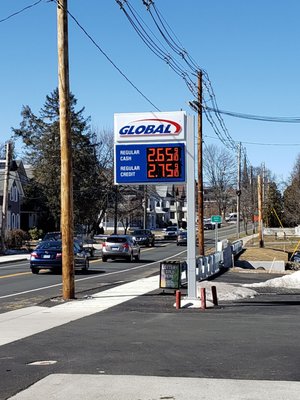 GLOBAL
REGULAR
CASH
2.65 9/10
REGULAR
CREDIT
2.75 9/10